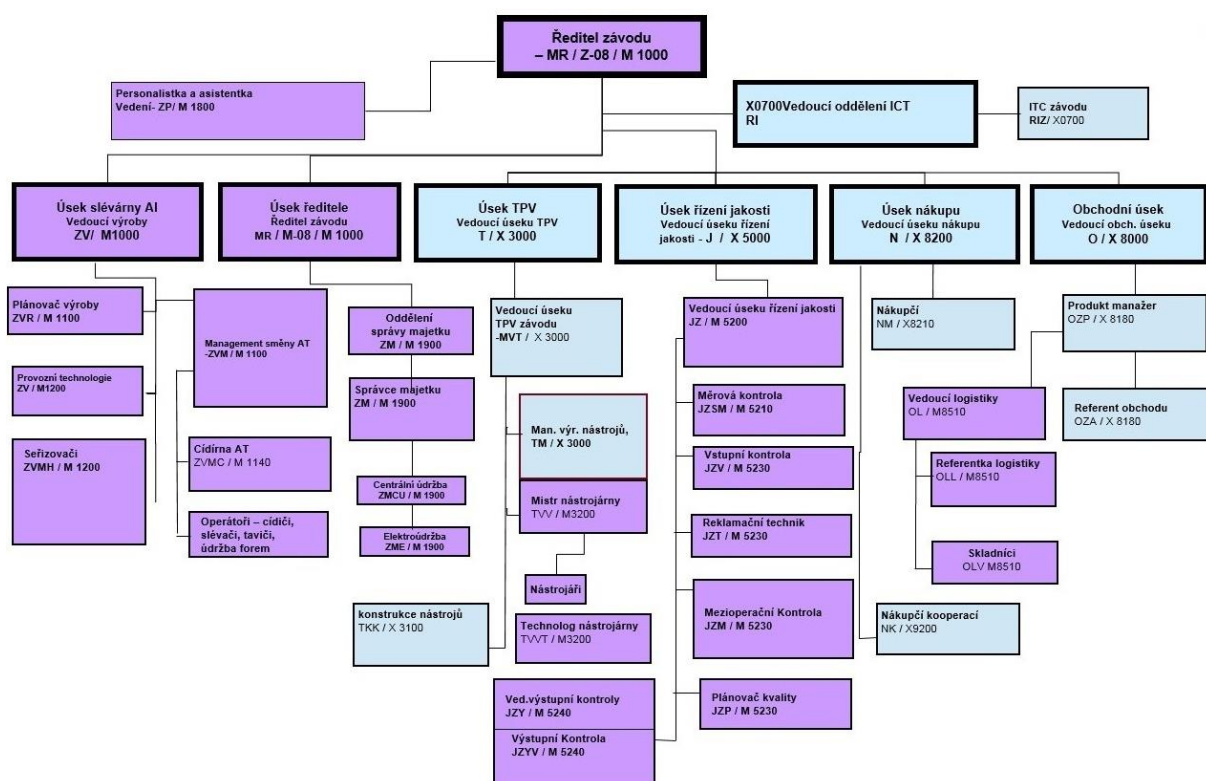 Ředitel závodu
– MR / Z-08 / M 1000
Personalistka a asistentka
Vedení- ZP/ M 1800
X0700Vedoucí oddělení ICT
RI
ITC závodu
RIZ/ X0700
Úsek slévárny Al
Vedoucí výroby
ZV/ M1000
Úsek ředitele
Ředitel závodu
MR / M-08 / M 1000
Úsek TPV
Vedoucí úseku TPV
T / X 3000
Úsek řízení jakosti
Vedoucí úseku řízení
jakosti - J / X 5000
Úsek nákupu
Vedoucí úseku nákupu
N / X 8200
Obchodní úsek
Vedoucí obch. úseku
O / X 8000
Plánovač výroby
ZVR / M 1100
Management směny AT
-ZVM / M 1100
Provozní technologie
ZV / M1200
Seřizovači
ZVMH / M 1200
Cídírna AT
ZVMC / M 1140
Operátoři – cídiči,
slévači, taviči,
údržba forem
Oddělení
správy majetku
ZM / M 1900
Správce majetku
ZM / M 1900
Centrální údržba
ZMCU / M 1900
Elektroúdržba
ZME / M 1900
Vedoucí úseku
TPV závodu
-MVT / X 3000
Man. výr. nástrojů,
TM / X 3000
Mistr nástrojárny
TVV / M3200
Nástrojáři
konstrukce nástrojů
TKK / X 3100
Technolog nástrojárny
TVVT / M3200
Vedoucí úseku řízení jakosti
JZ / M 5200
Měrová kontrola
JZSM / M 5210
Vstupní kontrola
JZV / M 5230
Reklamační technik
JZT / M 5230
Mezioperační Kontrola
JZM / M 5230
Plánovač kvality
JZP / M 5230
Ved.výstupní kontroly
JZY / M 5240
Výstupní Kontrola
JZYV / M 5240
Nákupčí
NM / X8210
Nákupčí kooperací
NK / X9200
Produkt manažer
OZP / X 8180
Vedoucí logistiky
OL / M8510
Referent obchodu
OZA / X 8180
Referentka logistiky
OLL / M8510
Skladníci
OLV M8510